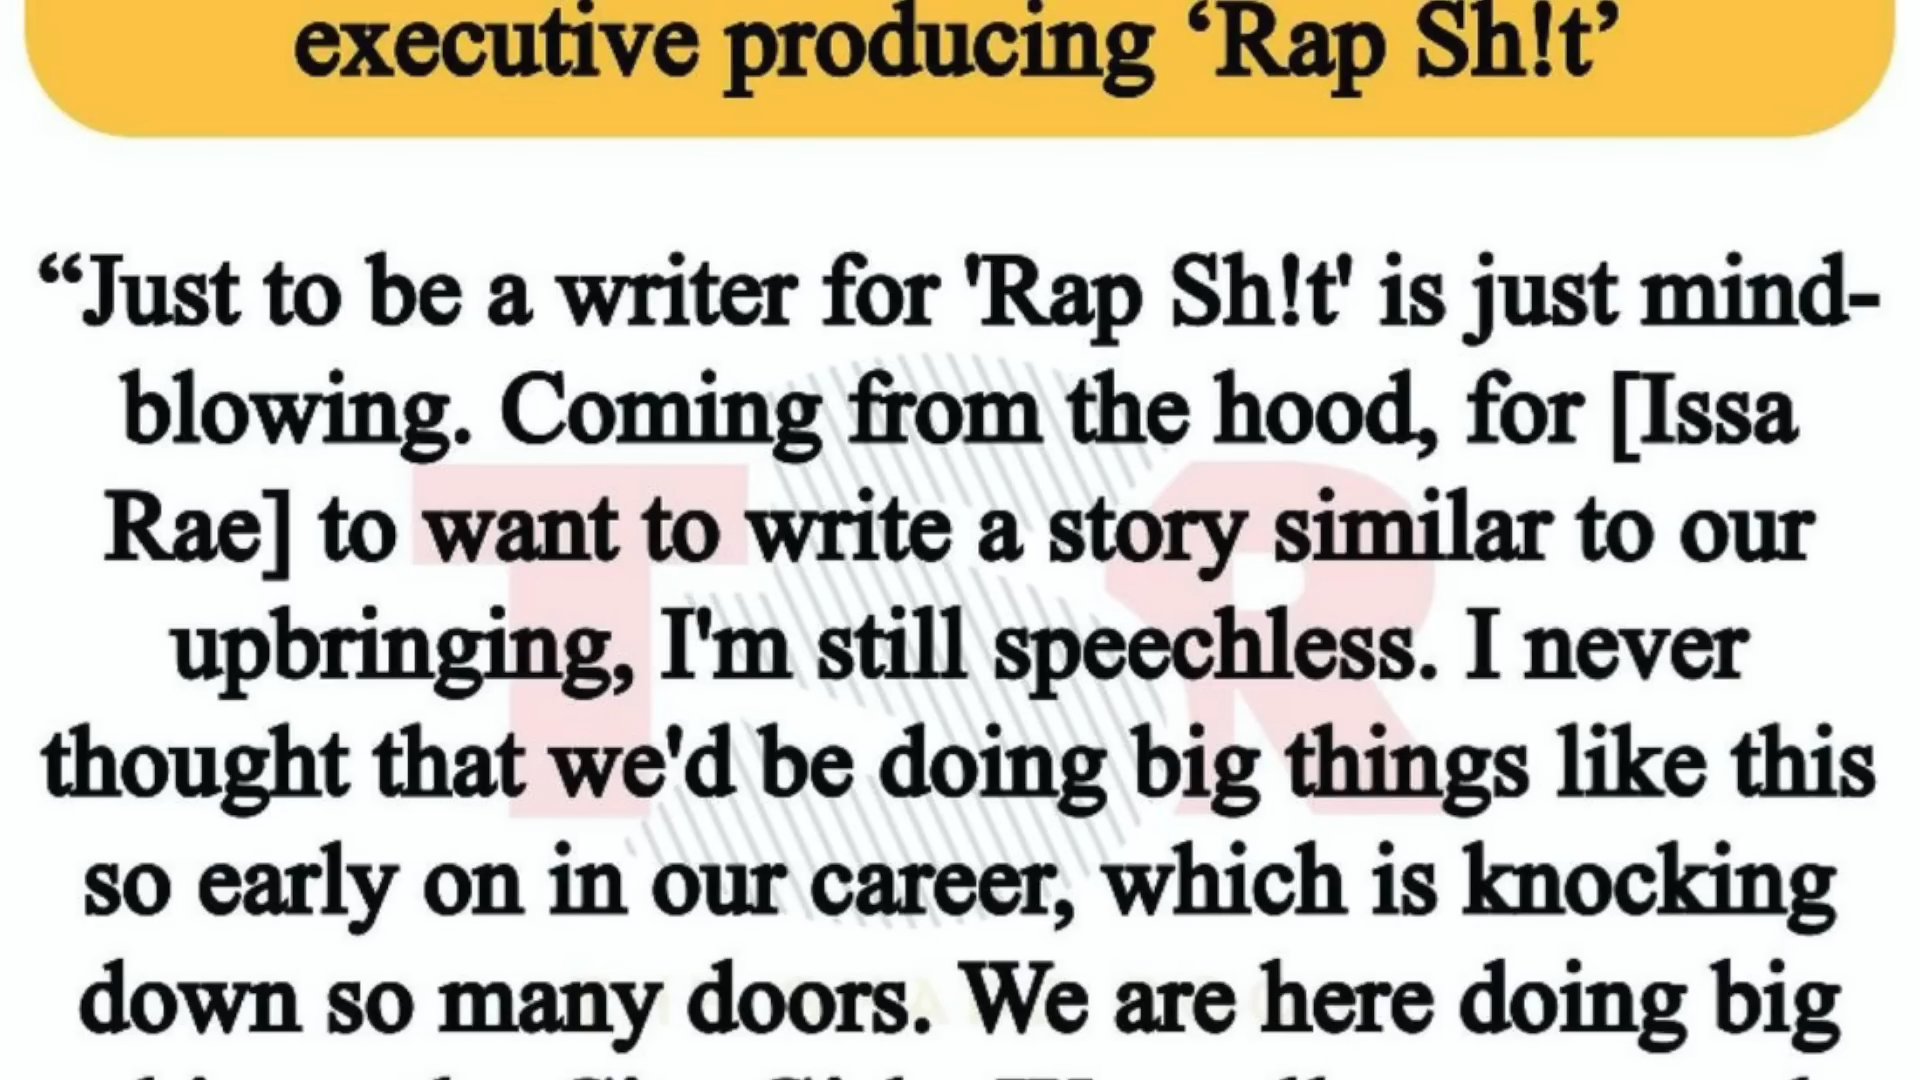 executive producing ‘Rap Sh!t’
“Just to be a writer for 'Rap Sh!t' is just mind-
blowing. Coming from the hood, for [Issa
Rae] to want to write a story similar to our
upbringing, I'm still speechless. I never
thought that we'd be doing big things like this
so early on in our career, which is knocking
down so many doors. We are here doing big
T S R